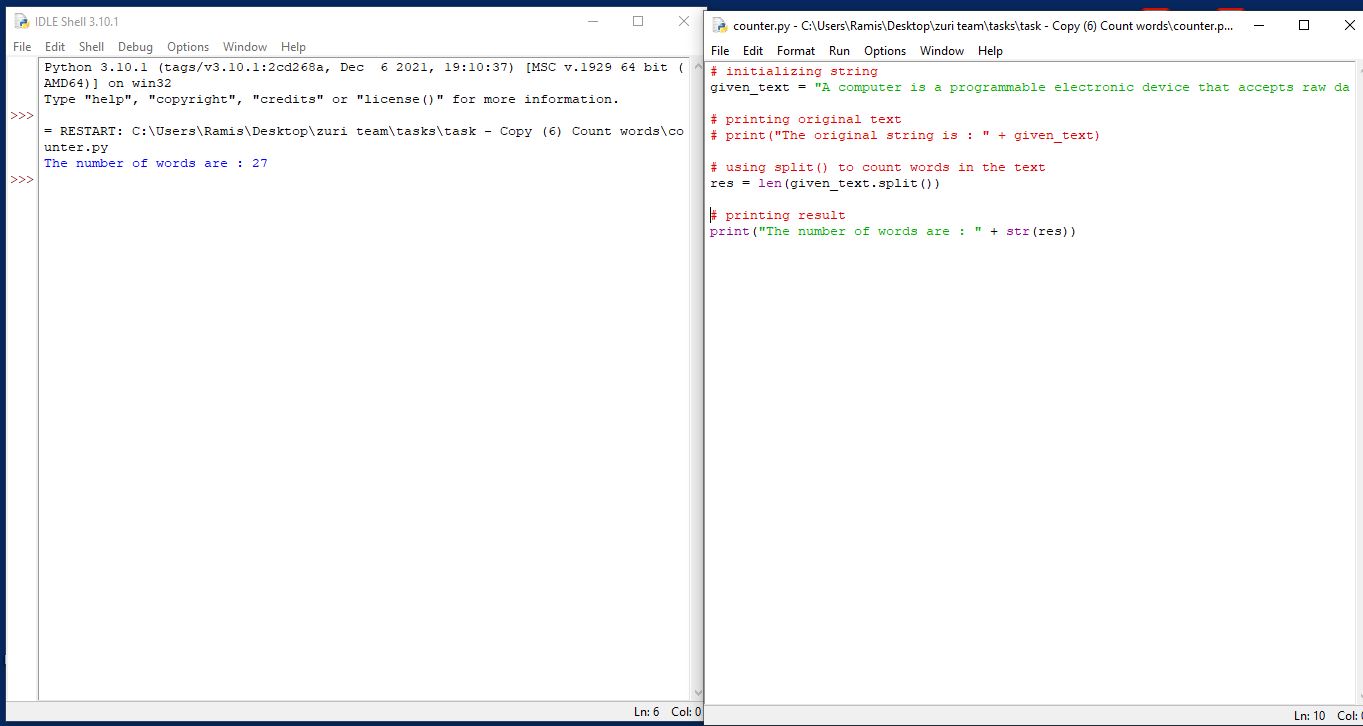 IDLE Shell 3.10.1
File Edit Shell Debug Options Window Help
Python 3.10.1 (tags/v3.10.1:2cd268a, Dec  6 2021, 19:10:37) [MSC v.1929 64 bit (
AMD64)] on win32
Type "help", "copyright", "credits" or "license()" for more information.
>>>
= RESTART: C:\Users\Ramis\Desktop\zuri team\tasks\task - Copy (6) Count words\co
unter.py
The number of words are : 27
>>>
Ln: 6 Col: 0
counter.py - C:\Users\Ramis\Desktop\zuri team\tasks\task - Copy (6) Count words\counter.p...
File Edit Format Run Options Window Help
# initializing string
given_text = "A computer is a programmable electronic device that accepts raw da
# printing original text
# print("The original string is : " + given_text)
# using split() to count words in the text
res = len(given_text.split())
# printing result
print("The number of words are : " + str(res))
Ln: 10 Col: